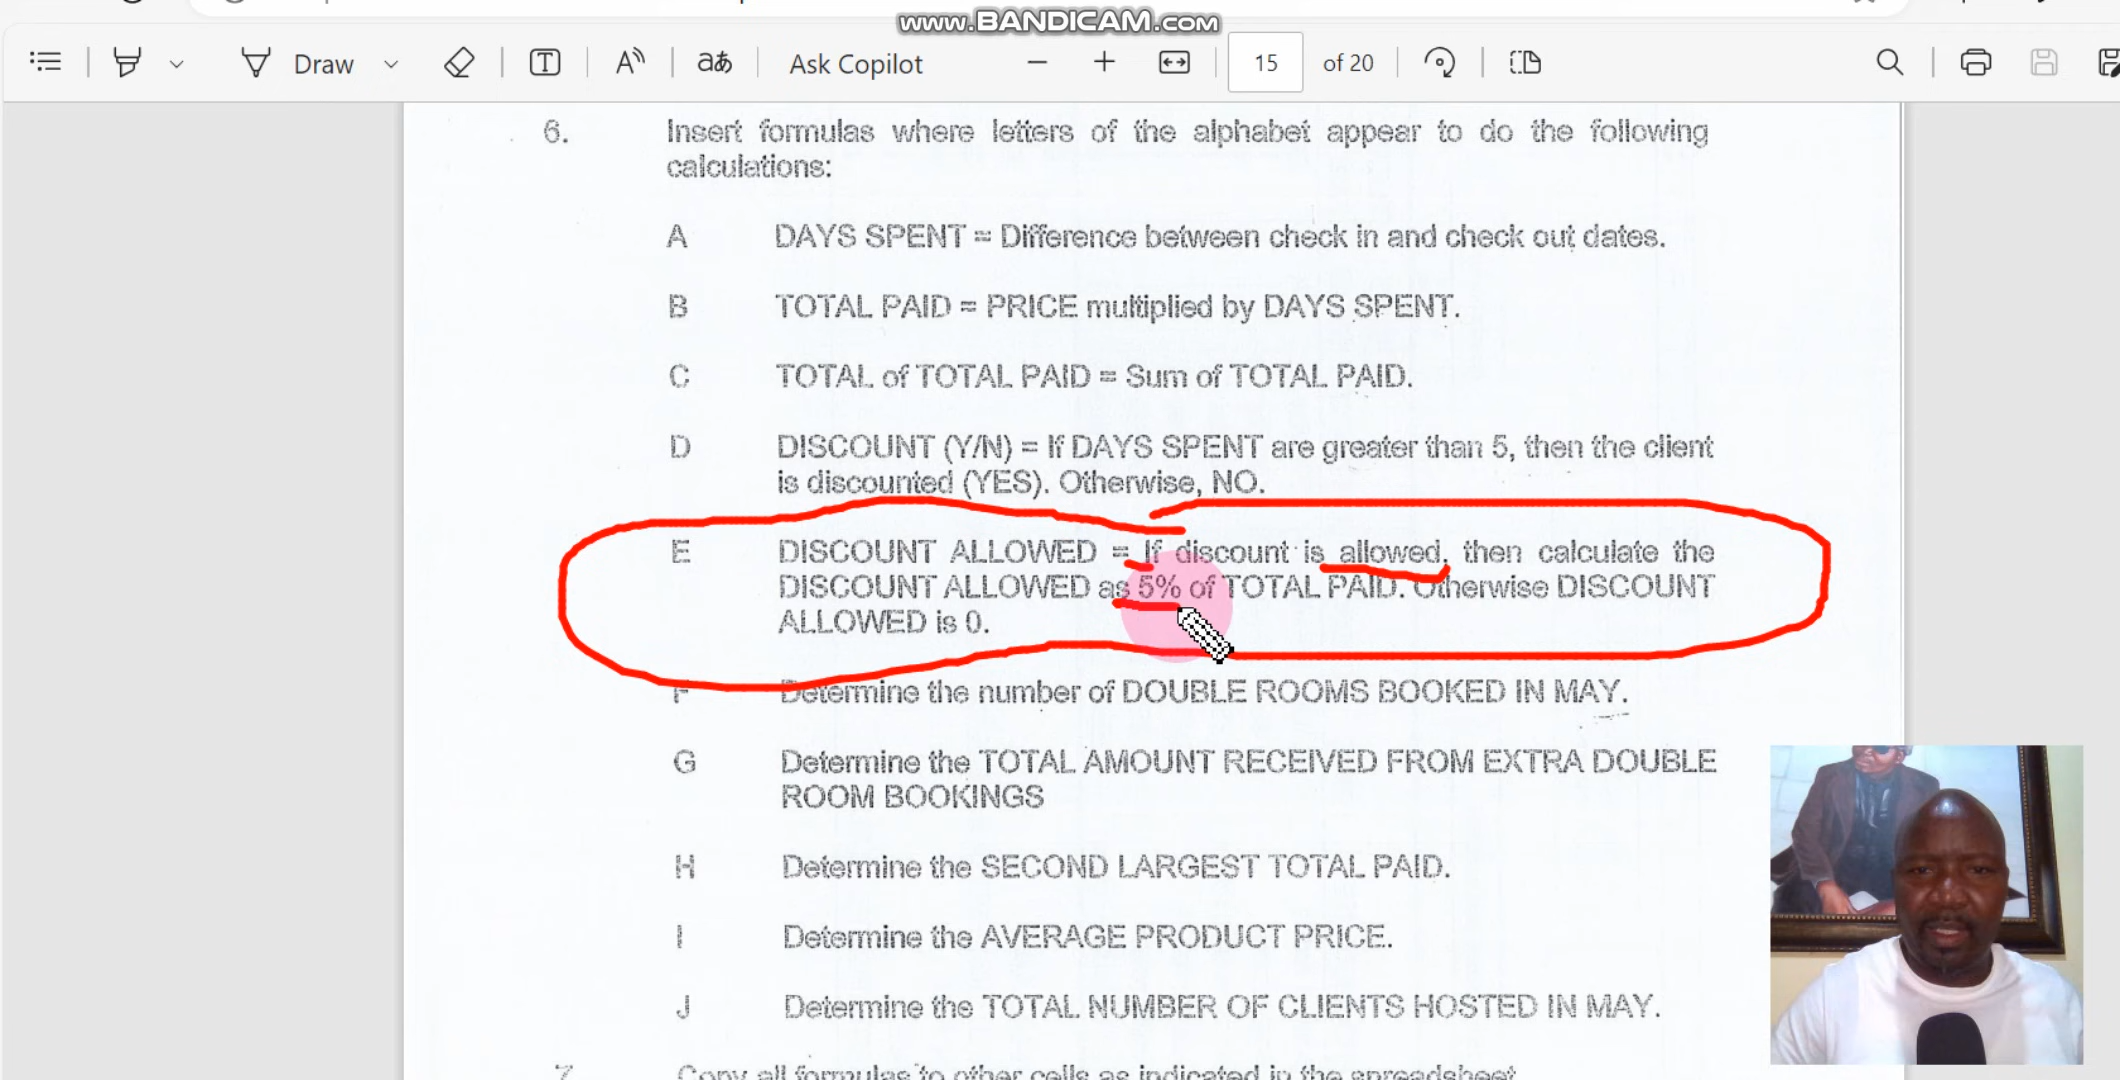 www.BANDICAM.com
Draw
aあ
Ask Copilot
15
of 20
6.
Insert formulas where letters of the alphabet appear to do the following
calculations:
A
DAYS SPENT = Difference between check in and check out dates.
B
TOTAL PAID = PRICE multiplied by DAYS SPENT.
C
TOTAL of TOTAL PAID = Sum of TOTAL PAID.
D
DISCOUNT (Y/N) = If DAYS SPENT are greater than 5, then the client
is discounted (YES). Otherwise, NO.
E
DISCOUNT ALLOWED = If discount is allowed, then calculate the
DISCOUNT ALLOWED as 5% of TOTAL PAID. Otherwise DISCOUNT
ALLOWED is 0.
F
Determine the number of DOUBLE ROOMS BOOKED IN MAY.
G
Determine the TOTAL AMOUNT RECEIVED FROM EXTRA DOUBLE
ROOM BOOKINGS
H
Determine the SECOND LARGEST TOTAL PAID.
I
Determine the AVERAGE PRODUCT PRICE.
J
Determine the TOTAL NUMBER OF CLIENTS HOSTED IN MAY.
7
Copy all formulas to other cells as indicated in the spreadsheet